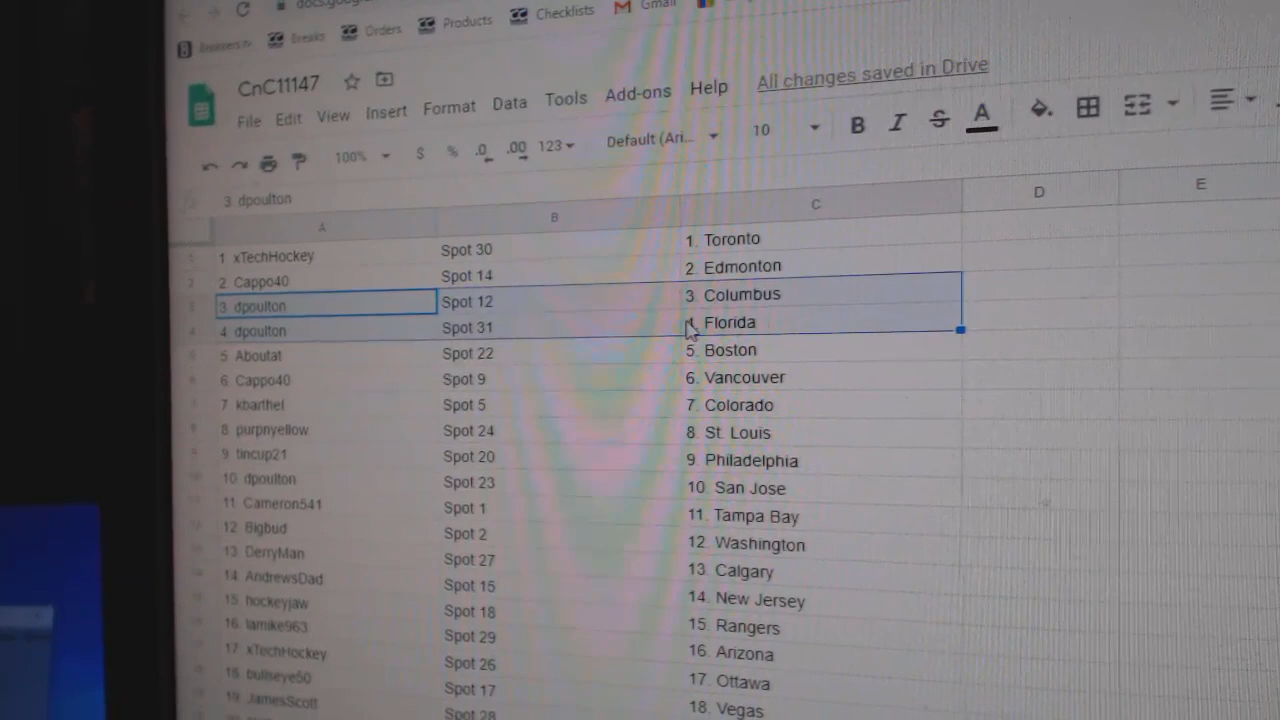 Breaks Orders Products Checklists Gmail
CnC11147
All changes saved in Drive
File Edit View Insert Format Data Tools Add-ons Help
100% $ % .0 .00 123 Default (Ari... 10 B I S A
3 dpoulton
A B C D E
1 xTechHockey Spot 30 1. Toronto
2 Cappo40 Spot 14 2. Edmonton
3 dpoulton Spot 12 3. Columbus
4 dpoulton Spot 31 Florida
5 Aboutat Spot 22 5. Boston
6 Cappo40 Spot 9 6. Vancouver
7 kbarthel Spot 5 7. Colorado
8 purpnyellow Spot 24 8. St. Louis
9 tincup21 Spot 20 9. Philadelphia
10 dpoulton Spot 23 10. San Jose
11 Cameron541 Spot 1 11. Tampa Bay
12 Bigbud Spot 2 12. Washington
13 DerryMan Spot 27 13. Calgary
14 AndrewsDad Spot 15 14. New Jersey
15 hockeyjaw Spot 18 15. Rangers
16 lamike963 Spot 29 16. Arizona
17 xTechHockey Spot 26 17. Ottawa
18 bullseye50 Spot 17 18. Vegas
19 JamesScott Spot 28